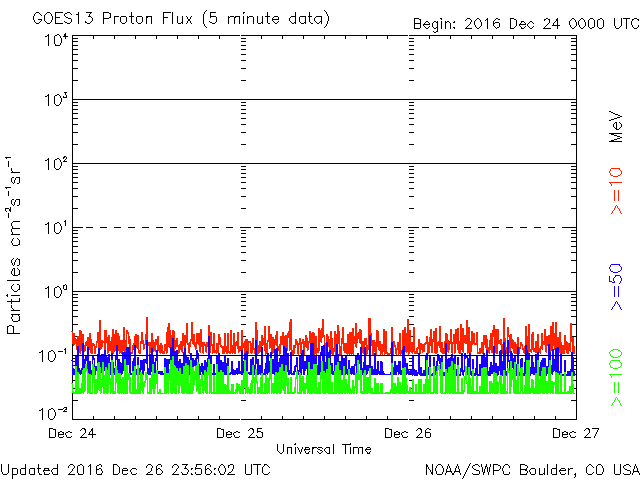 GOES13 Proton Flux (5 minute data)
Begin: 2016 Dec 24 0000 UTC
Particles cm⁻²s⁻¹sr⁻¹
10⁴
10³
10²
10¹
10⁰
10⁻¹
10⁻²
Dec 24
Dec 25
Dec 26
Dec 27
Universal Time
MeV
>=10
>=50
>=100
Updated 2016 Dec 26 23:56:02 UTC
NOAA/SWPC Boulder, CO USA